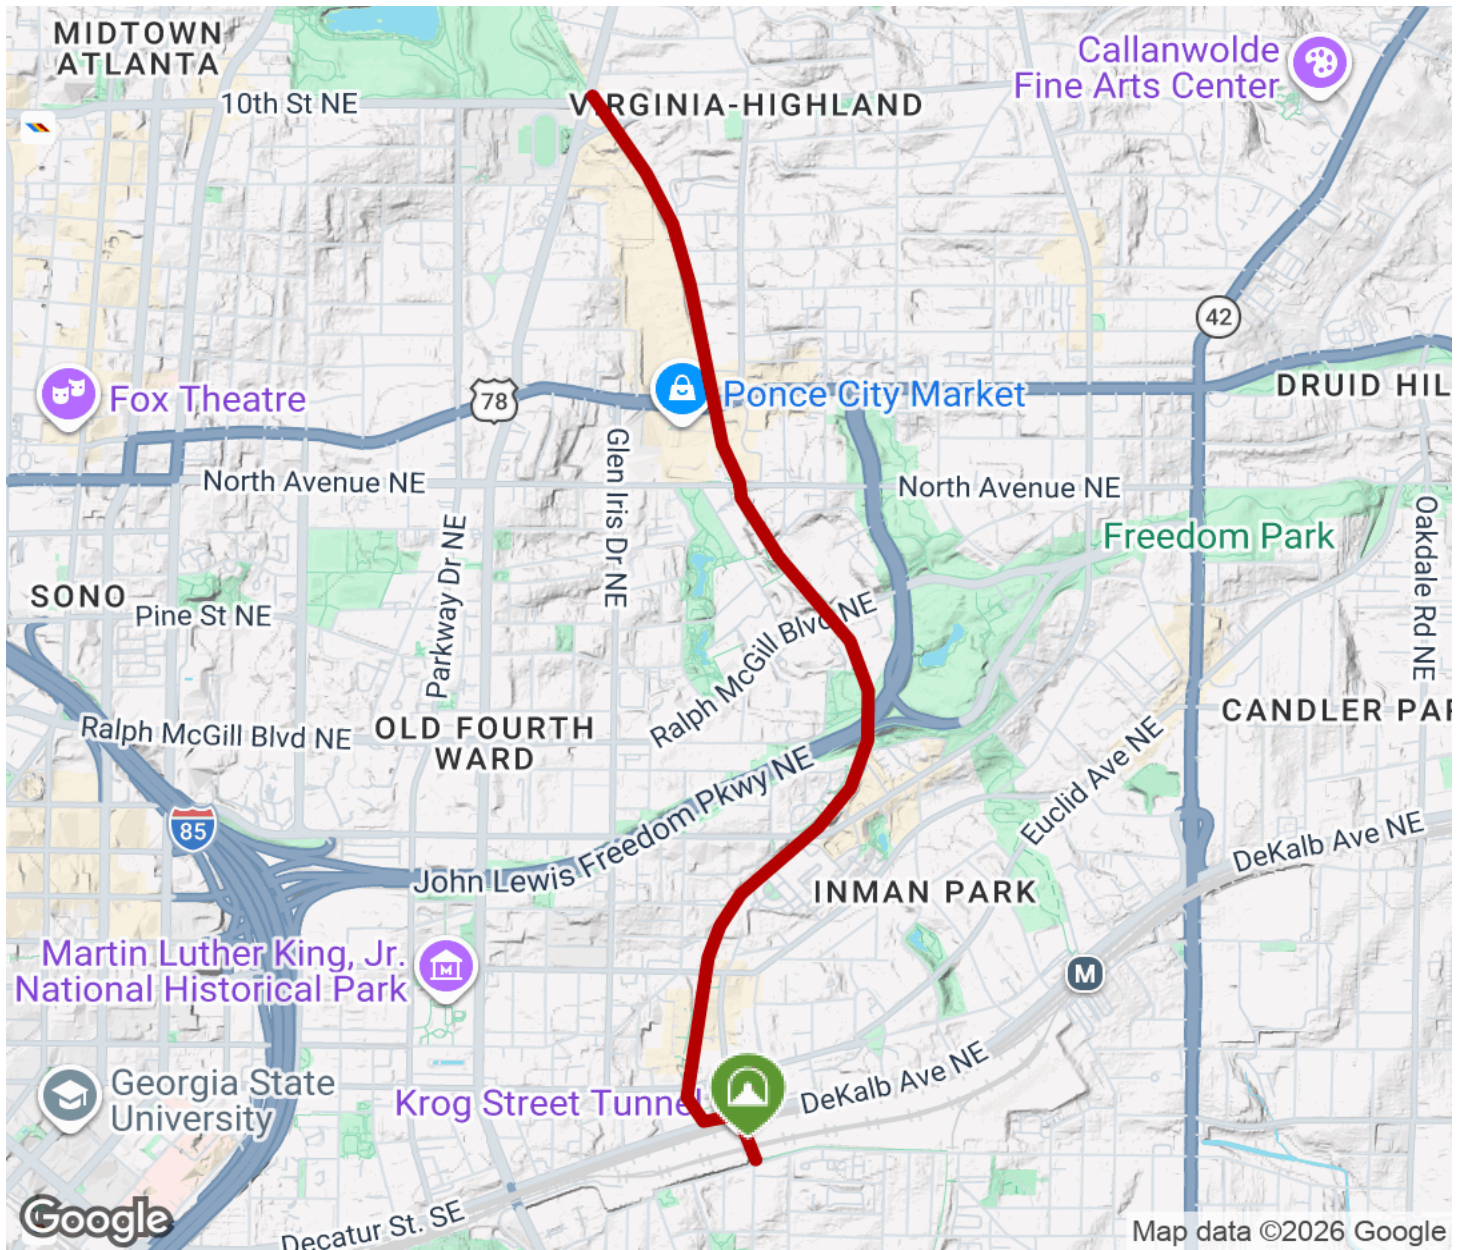 MIDTOWN
ATLANTA
Callanwolde
Fine Arts Center
10th St NE
VIRGINIA-HIGHLAND
42
Fox Theatre
78
Ponce City Market
DRUID HIL
Glen Iris Dr NE
North Avenue NE
North Avenue NE
Freedom Park
Oakdale Rd NE
Parkway Dr NE
SONO
Pine St NE
Ralph McGill Blvd NE
Ralph McGill Blvd NE
OLD FOURTH
WARD
CANDLER PAR
Euclid Ave NE
85
John Lewis Freedom Pkwy NE
DeKalb Ave NE
INMAN PARK
Martin Luther King, Jr.
National Historical Park
M
M
Georgia State
University
Krog Street Tunnel
DeKalb Ave NE
Decatur St. SE
Google
Map data ©2026 Google